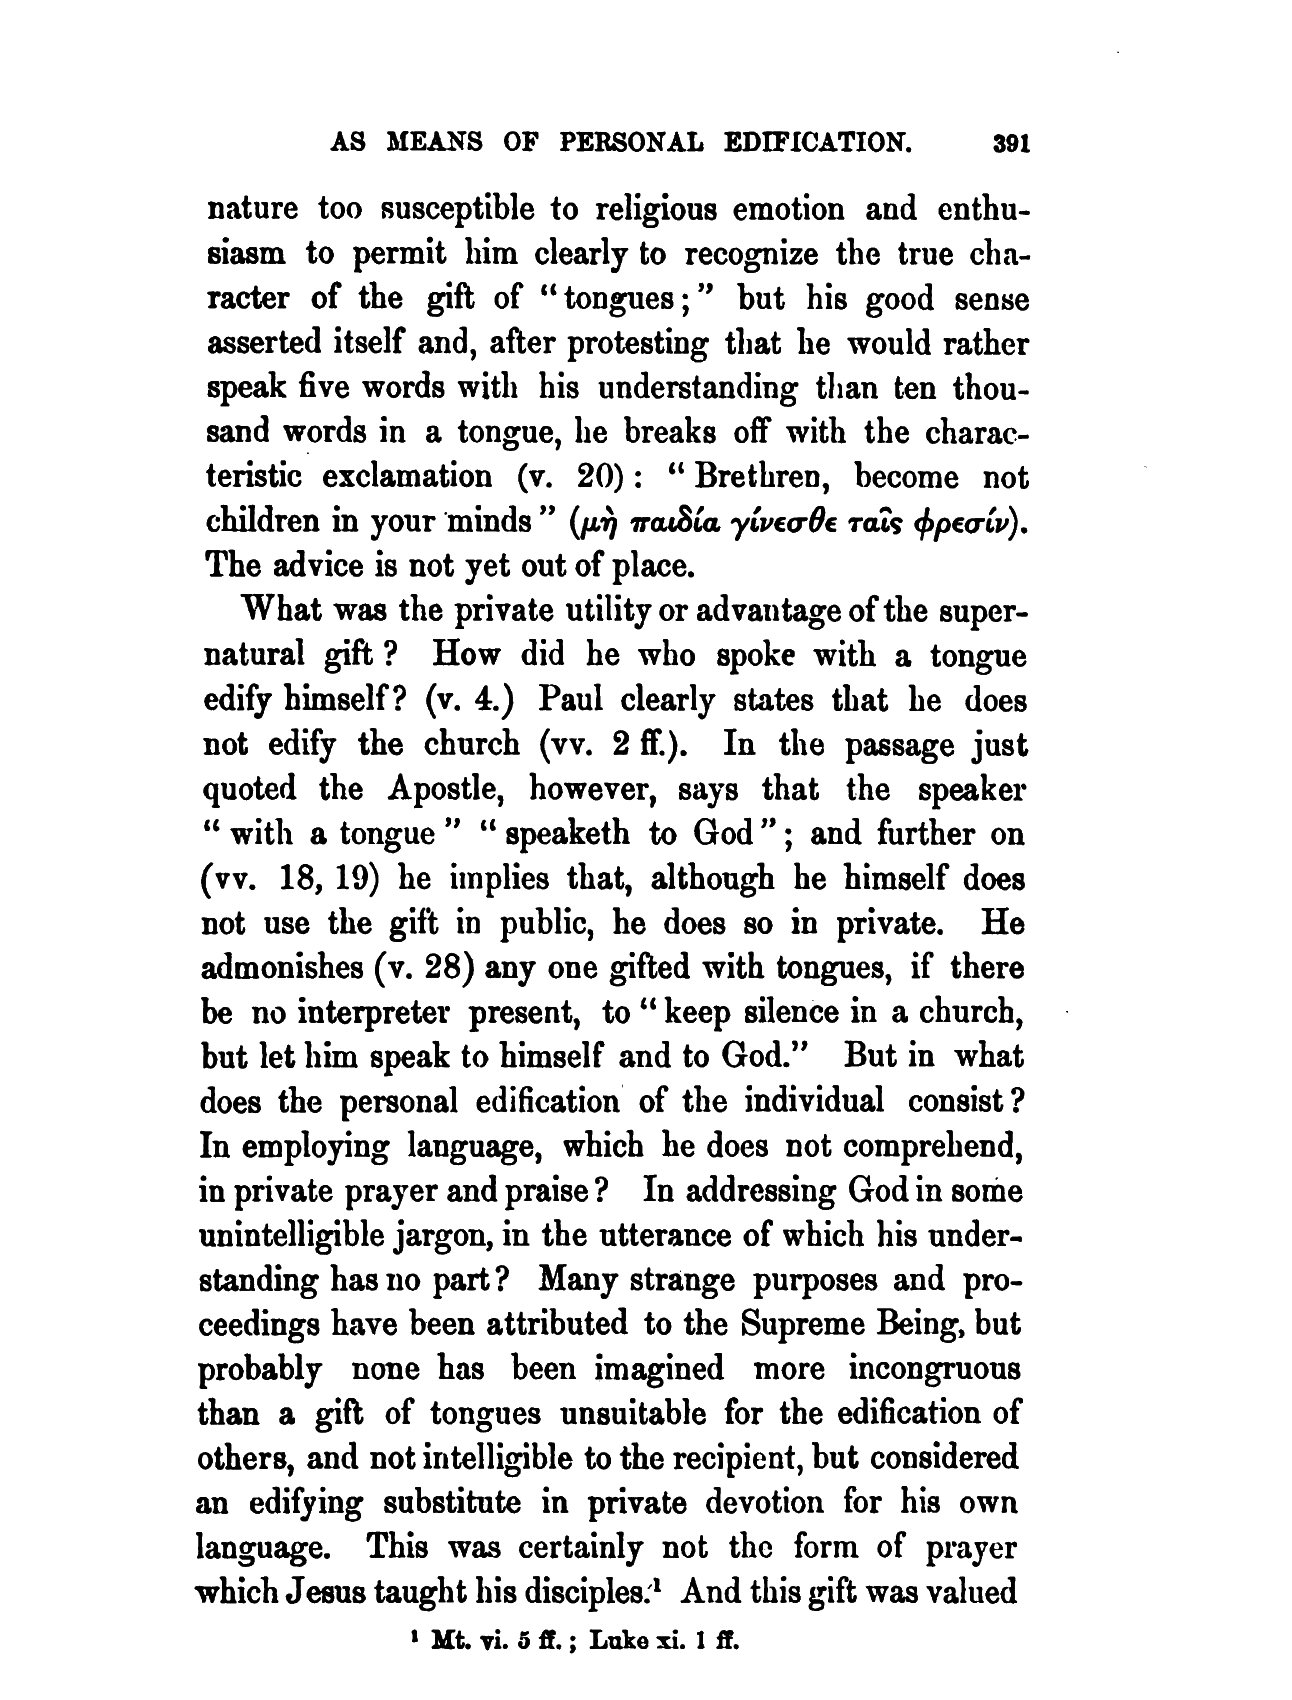 AS MEANS OF PERSONAL EDIFICATION. 391
nature too susceptible to religious emotion and enthu-
siasm to permit him clearly to recognize the true cha-
racter of the gift of “tongues;” but his good sense
asserted itself and, after protesting that he would rather
speak five words with his understanding than ten thou-
sand words in a tongue, he breaks off with the charac-
teristic exclamation (v. 20): “Brethren, become not
children in your minds” (μὴ παιδία γίνεσθε ταῖς φρεσίν).
The advice is not yet out of place.
What was the private utility or advantage of the super-
natural gift? How did he who spoke with a tongue
edify himself? (v. 4.) Paul clearly states that he does
not edify the church (vv. 2 ff.). In the passage just
quoted the Apostle, however, says that the speaker
“with a tongue” “speaketh to God”; and further on
(vv. 18, 19) he implies that, although he himself does
not use the gift in public, he does so in private. He
admonishes (v. 28) any one gifted with tongues, if there
be no interpreter present, to “keep silence in a church,
but let him speak to himself and to God.” But in what
does the personal edification of the individual consist?
In employing language, which he does not comprehend,
in private prayer and praise? In addressing God in some
unintelligible jargon, in the utterance of which his under-
standing has no part? Many strange purposes and pro-
ceedings have been attributed to the Supreme Being, but
probably none has been imagined more incongruous
than a gift of tongues unsuitable for the edification of
others, and not intelligible to the recipient, but considered
an edifying substitute in private devotion for his own
language. This was certainly not the form of prayer
which Jesus taught his disciples.¹ And this gift was valued
¹ Mt. vi. 5 ff.; Luke xi. 1 ff.